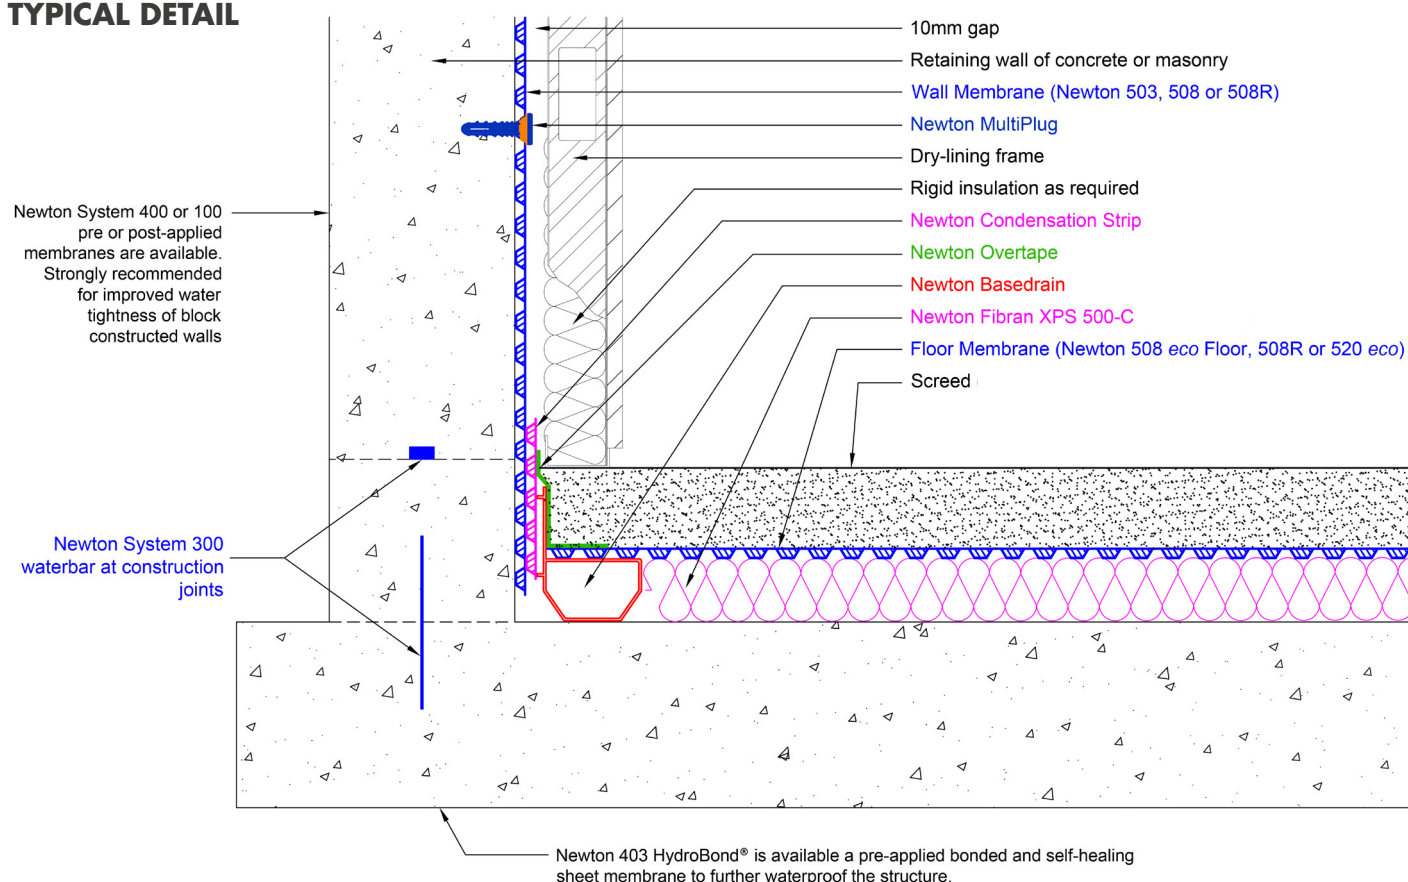 TYPICAL DETAIL
10mm gap
Retaining wall of concrete or masonry
Wall Membrane (Newton 503, 508 or 508R)
Newton MultiPlug
Dry-lining frame
Rigid insulation as required
Newton Condensation Strip
Newton Overtape
Newton Basedrain
Newton Fibran XPS 500-C
Floor Membrane (Newton 508 eco Floor, 508R or 520 eco)
Screed
Newton System 400 or 100
pre or post-applied
membranes are available.
Strongly recommended
for improved water
tightness of block
constructed walls
Newton System 300
waterbar at construction
joints
Newton 403 HydroBond® is available a pre-applied bonded and self-healing
sheet membrane to further waterproof the structure.